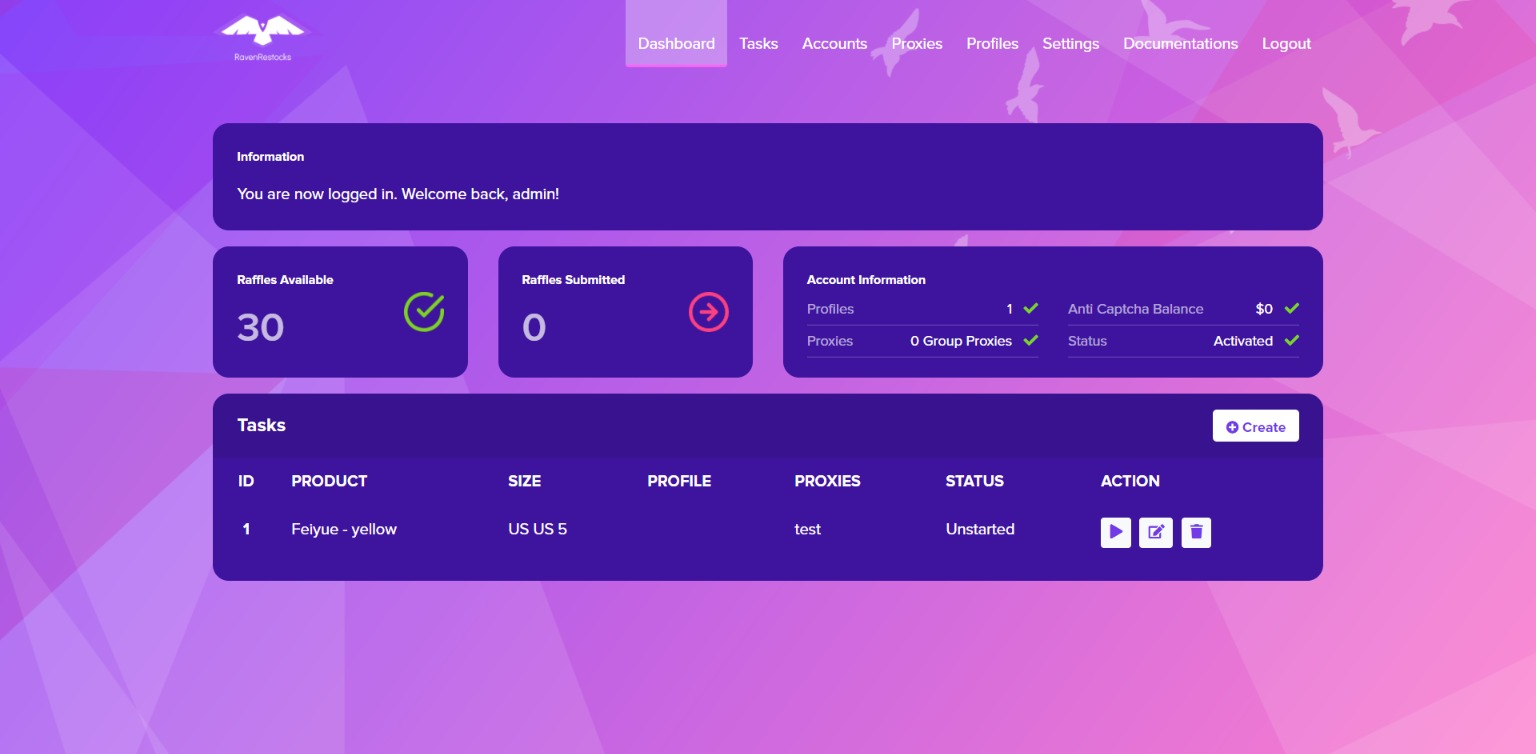 RavenRestocks
Dashboard Tasks Accounts Proxies Profiles Settings Documentations Logout
Information
You are now logged in. Welcome back, admin!
Raffles Available
30
Raffles Submitted
0
Account Information
Profiles 1 Anti Captcha Balance $0
Proxies 0 Group Proxies Status Activated
Tasks Create
ID PRODUCT SIZE PROFILE PROXIES STATUS ACTION
1 Feiyue - yellow US US 5 test Unstarted